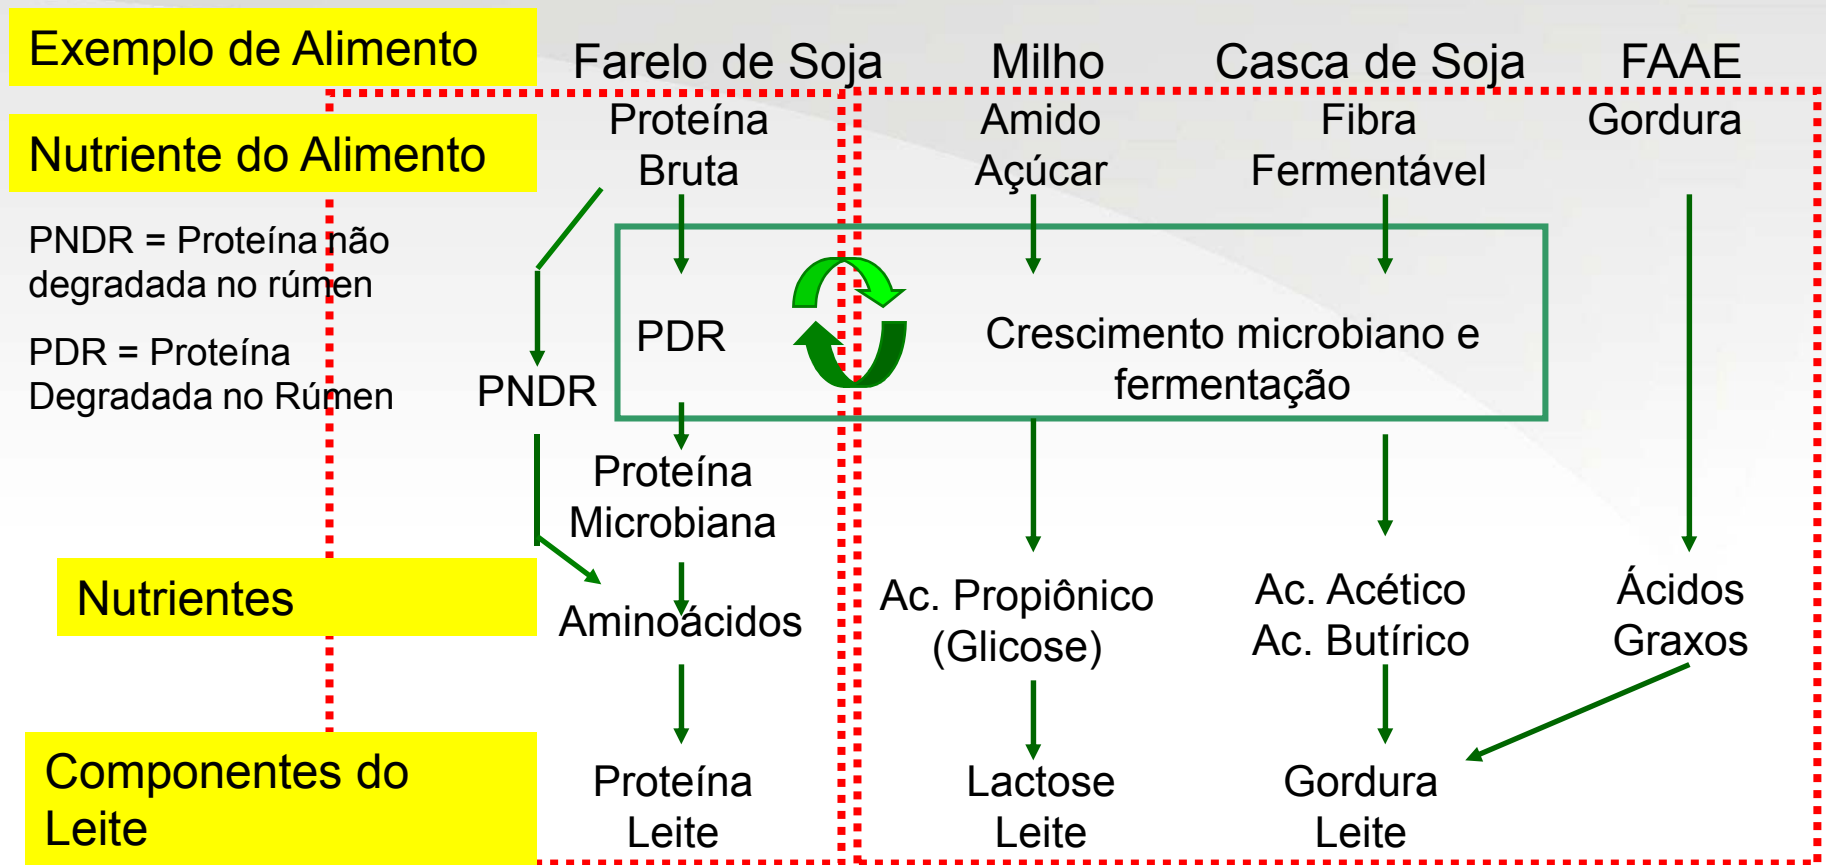 Exemplo de Alimento
Farelo de Soja
Milho
Casca de Soja
FAAE
Nutriente do Alimento
Proteína
Bruta
Amido
Açúcar
Fibra
Fermentável
Gordura
PNDR = Proteína não
degradada no rúmen
PDR = Proteína
Degradada no Rúmen
PNDR
PDR
Crescimento microbiano e
fermentação
Proteína
Microbiana
Nutrientes
Aminoácidos
Ac. Propiônico
(Glicose)
Ac. Acético
Ac. Butírico
Ácidos
Graxos
Componentes do
Leite
Proteína
Leite
Lactose
Leite
Gordura
Leite